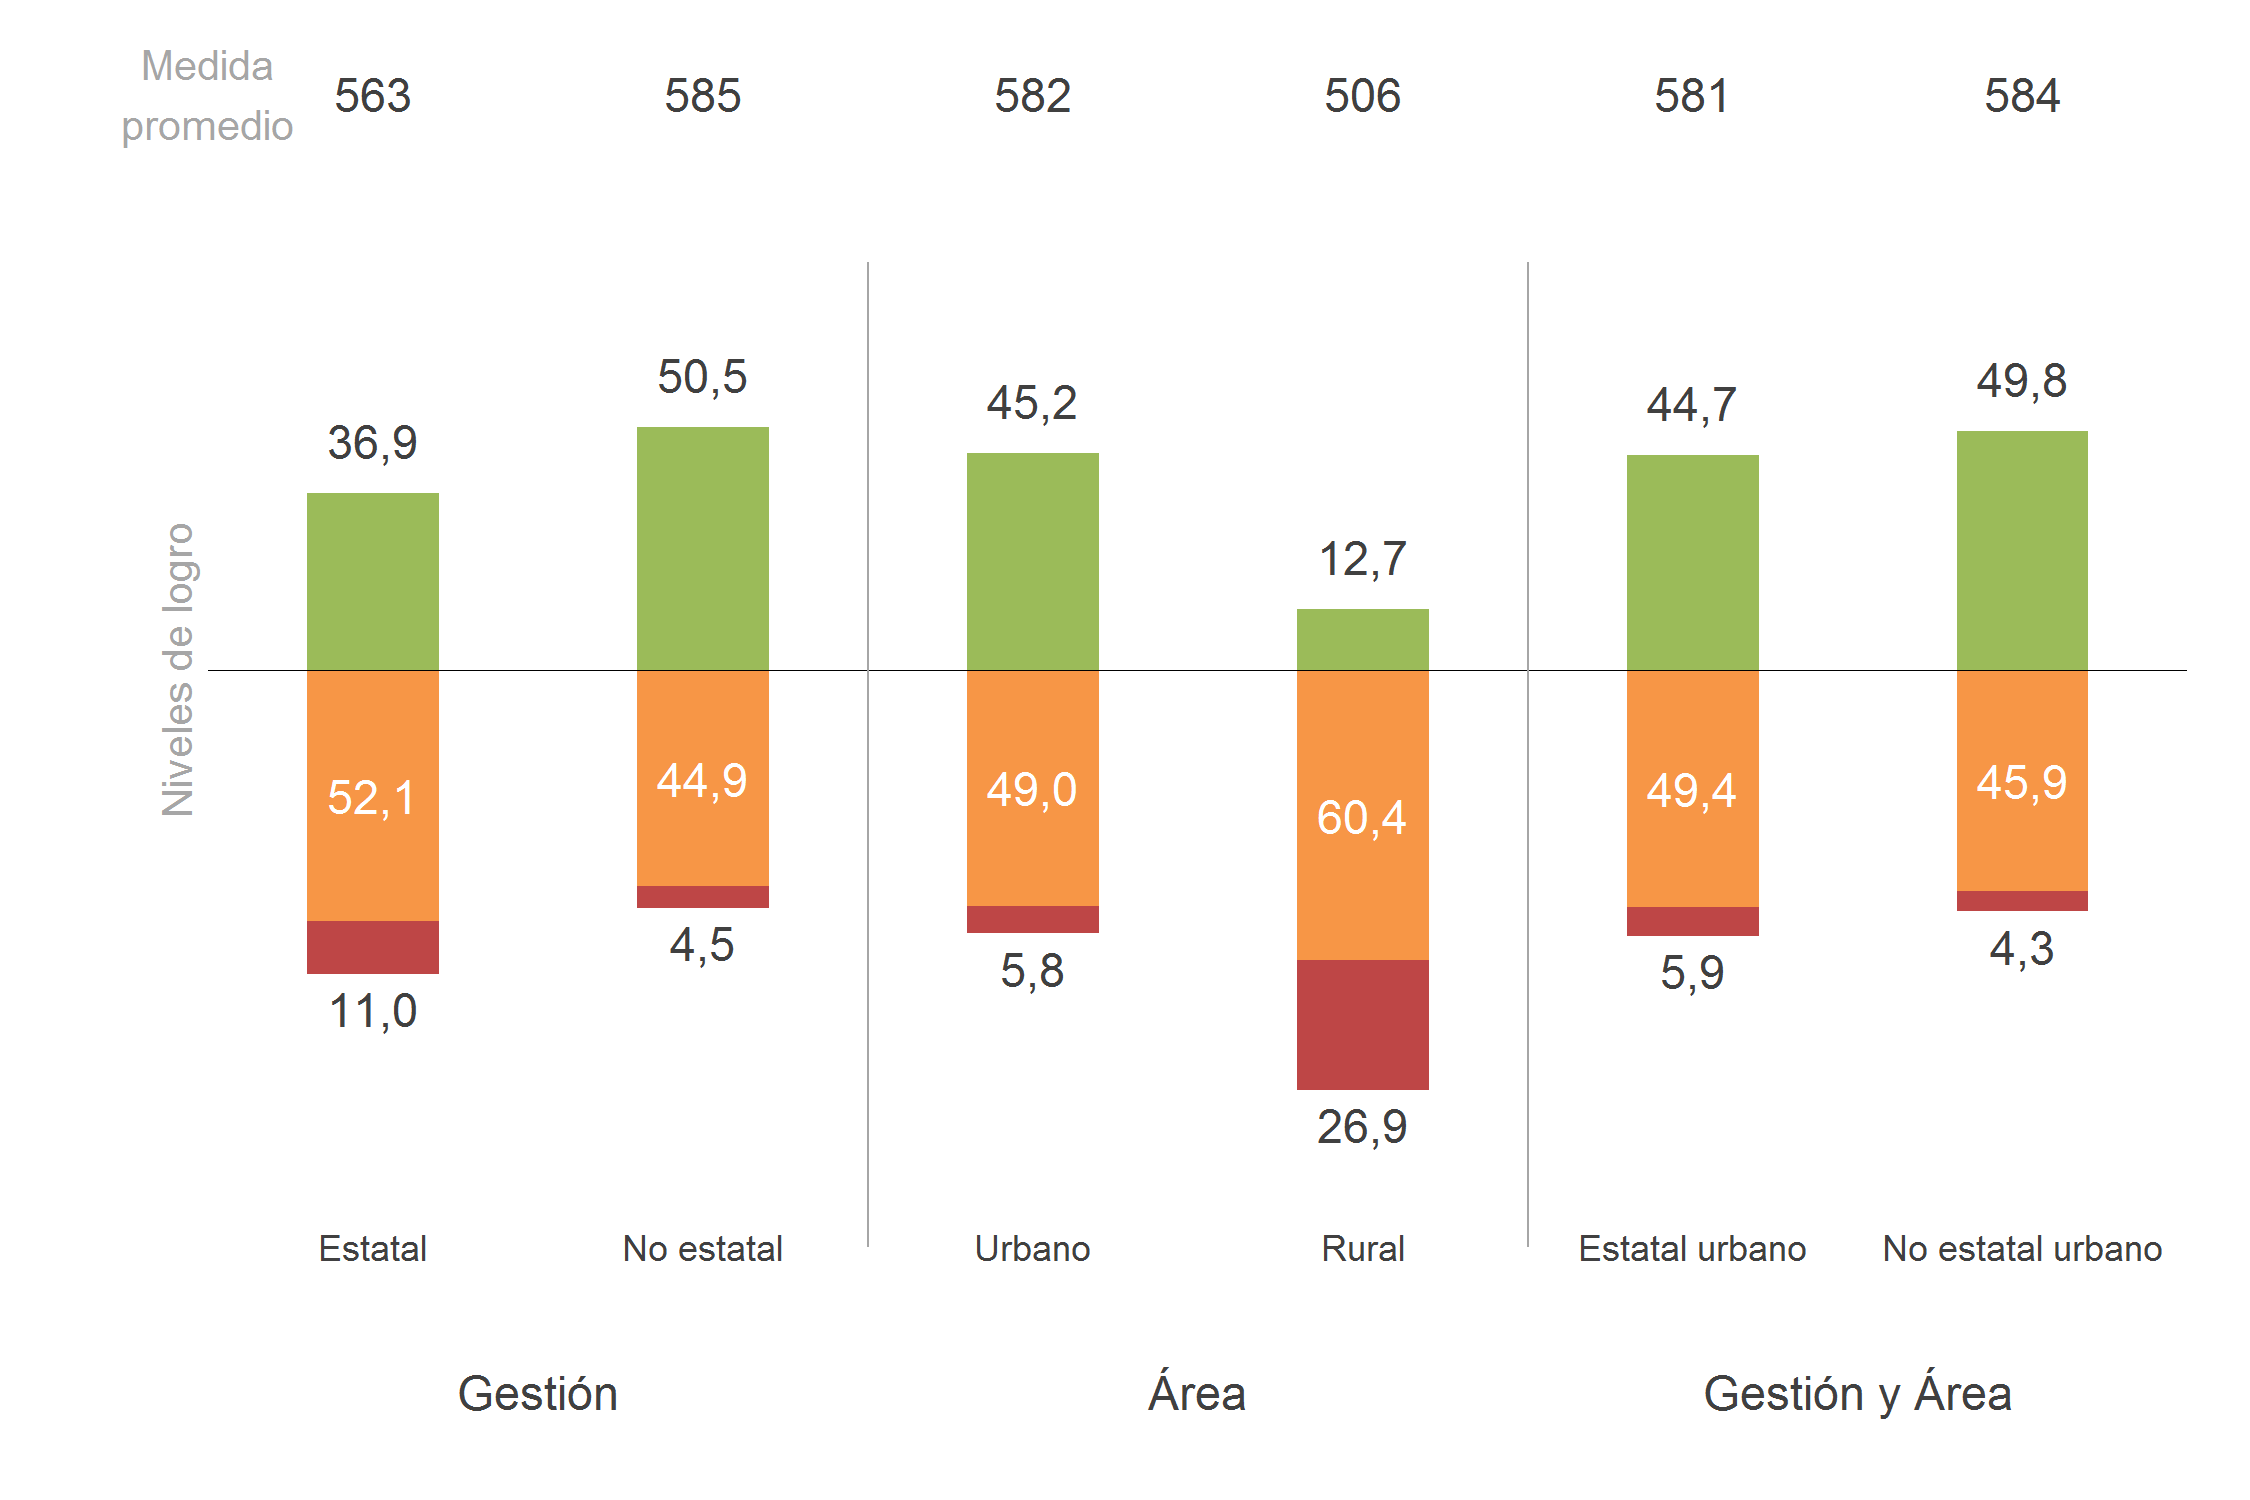 Medida
promedio
563 585 582 506 581 584
Niveles de logro
36,9 50,5 45,2 12,7 44,7 49,8
52,1 44,9 49,0 60,4 49,4 45,9
11,0 4,5 5,8 26,9 5,9 4,3
Estatal No estatal Urbano Rural Estatal urbano No estatal urbano
Gestión Área Gestión y Área